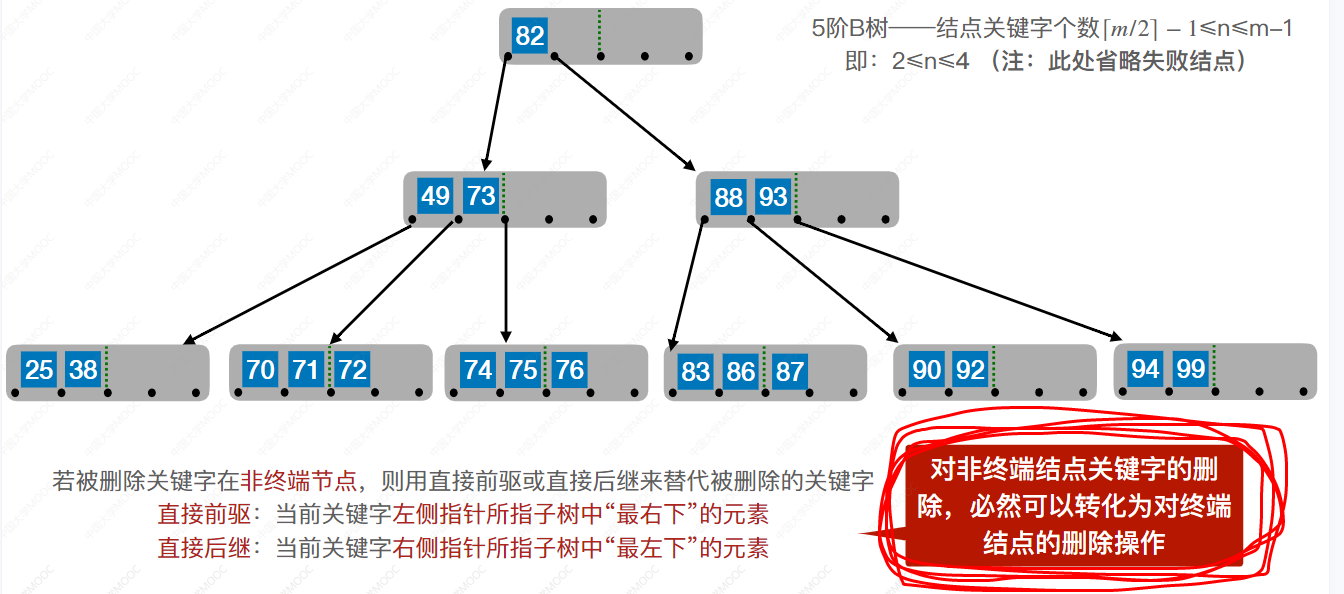 5阶B树——结点关键字个数⌈m/2⌉ − 1≤n≤m–1
即：2≤n≤4 （注：此处省略失败结点）
82
49 73
88 93
25 38
70 71 72
74 75 76
83 86 87
90 92
94 99
若被删除关键字在非终端节点，则用直接前驱或直接后继来替代被删除的关键字
直接前驱：当前关键字左侧指针所指子树中“最右下”的元素
直接后继：当前关键字右侧指针所指子树中“最左下”的元素
对非终端结点关键字的删
除，必然可以转化为对终端
结点的删除操作
中国大学MOOC